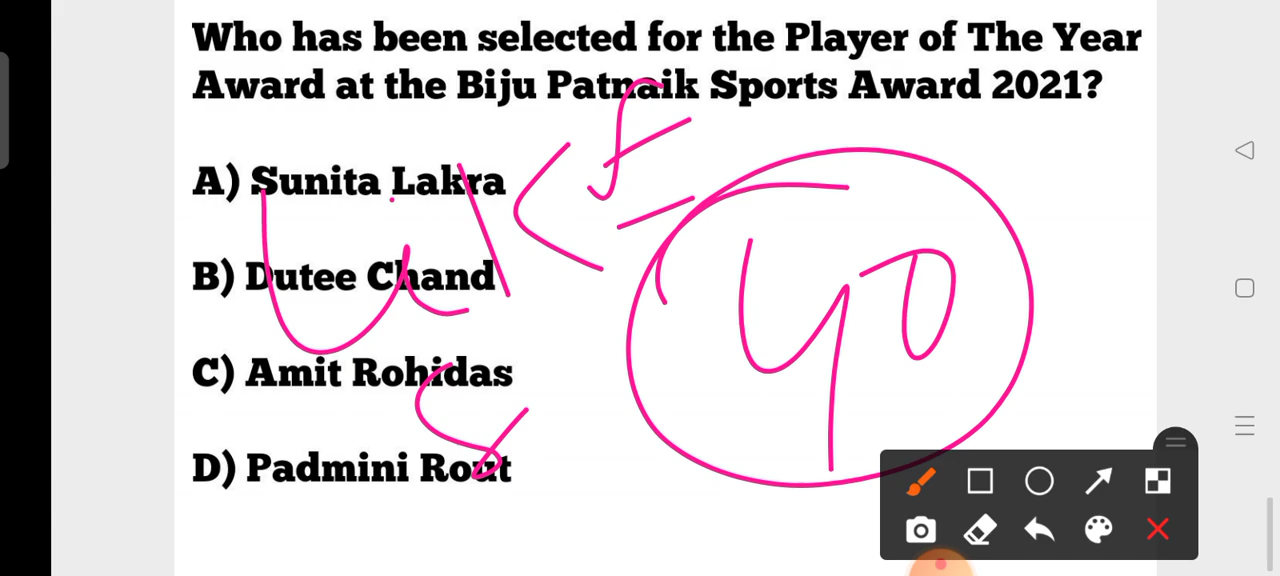 Who has been selected for the Player of The Year
Award at the Biju Patnaik Sports Award 2021?
A) Sunita Lakra
B) Dutee Chand
C) Amit Rohidas
D) Padmini Rout